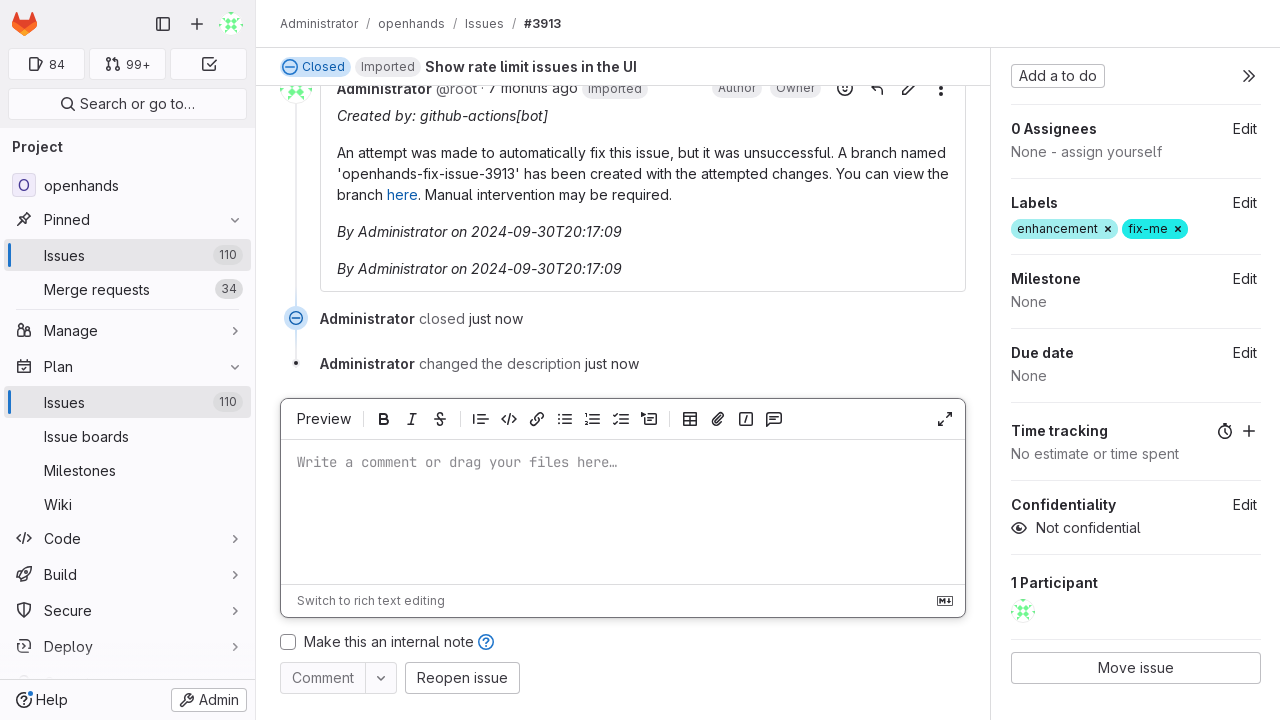 84
99+
Search or go to…
Project
O openhands
Pinned
Issues 110
Merge requests 34
Manage
Plan
Issues 110
Issue boards
Milestones
Wiki
Code
Build
Secure
Deploy
Help
Admin
Administrator / openhands / Issues / #3913
Closed Imported Show rate limit issues in the UI
Administrator @root · 7 months ago Imported Author Owner
Created by: github-actions[bot]
An attempt was made to automatically fix this issue, but it was unsuccessful. A branch named
'openhands-fix-issue-3913' has been created with the attempted changes. You can view the
branch here. Manual intervention may be required.
By Administrator on 2024-09-30T20:17:09
By Administrator on 2024-09-30T20:17:09
Administrator closed just now
Administrator changed the description just now
Preview
Write a comment or drag your files here…
Switch to rich text editing
Make this an internal note
Comment
Reopen issue
Add a to do
0 Assignees Edit
None - assign yourself
Labels Edit
enhancement × fix-me ×
Milestone Edit
None
Due date Edit
None
Time tracking
No estimate or time spent
Confidentiality Edit
Not confidential
1 Participant
Move issue